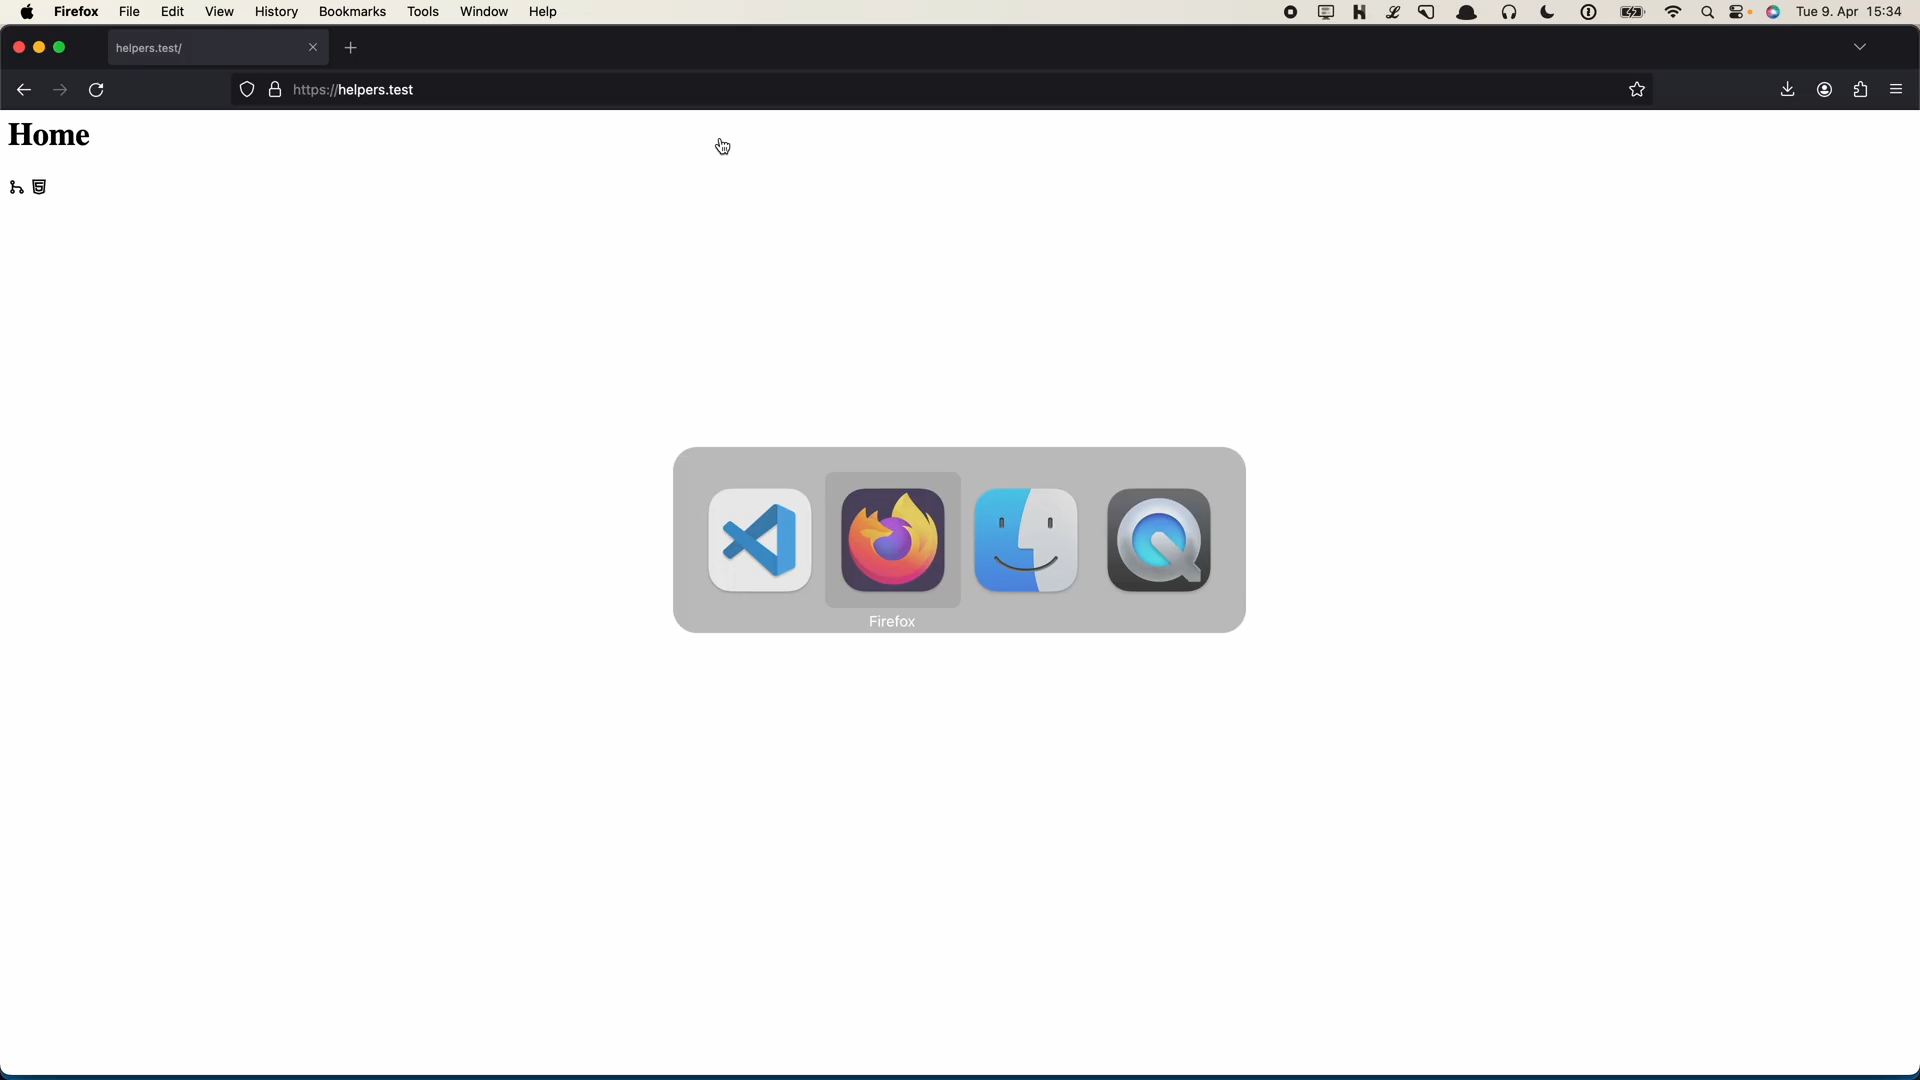 Firefox File Edit View History Bookmarks Tools Window Help Tue 9. Apr 15:34
helpers.test/
https://helpers.test
Home
Firefox